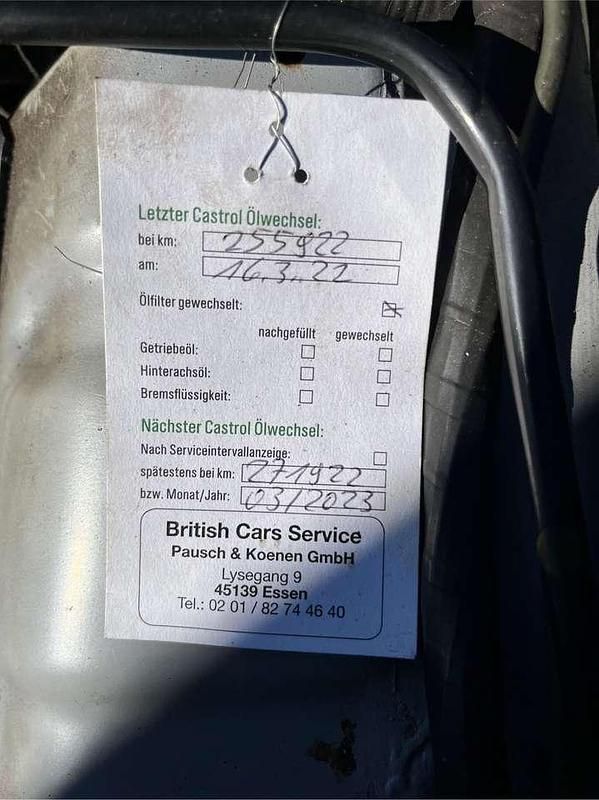 Letzter Castrol Ölwechsel:
bei km: 255922
am: 16.3.22
Ölfilter gewechselt:
nachgefüllt gewechselt
Getriebeöl:
Hinterachsöl:
Bremsflüssigkeit:
Nächster Castrol Ölwechsel:
Nach Serviceintervallanzeige:
spätestens bei km: 271922
bzw. Monat/Jahr: 03/2023
British Cars Service
Pausch & Koenen GmbH
Lysegang 9
45139 Essen
Tel.: 02 01 / 82 74 46 40